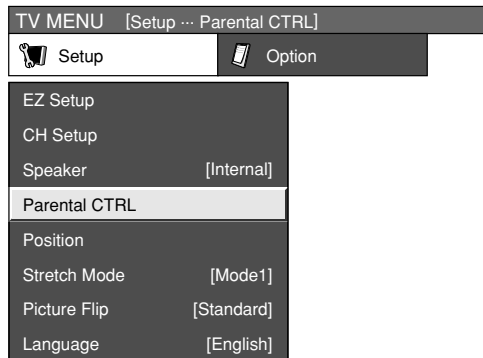 TV MENU [Setup ··· Parental CTRL]
Setup Option
EZ Setup
CH Setup
Speaker [Internal]
Parental CTRL
Position
Stretch Mode [Mode1]
Picture Flip [Standard]
Language [English]